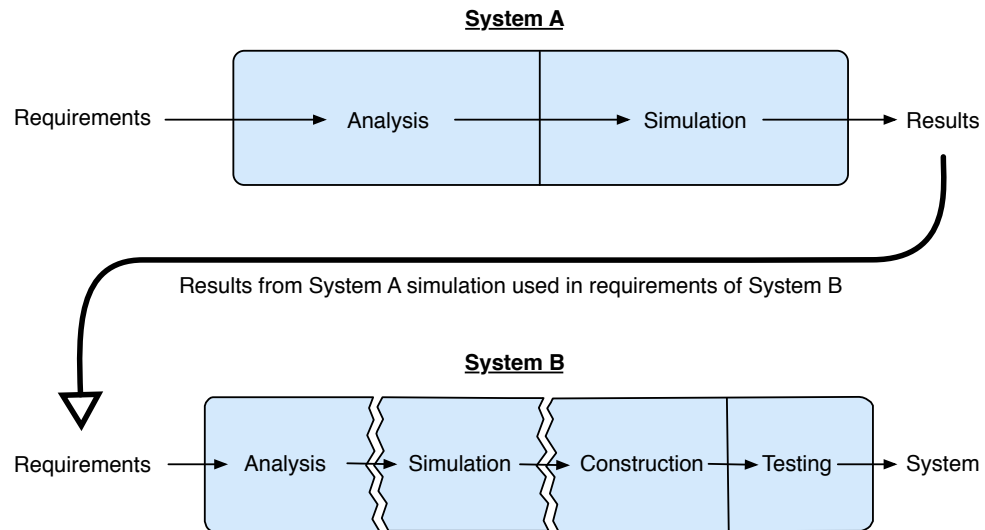 System A
Requirements Analysis Simulation Results
Results from System A simulation used in requirements of System B
System B
Requirements Analysis Simulation Construction Testing System